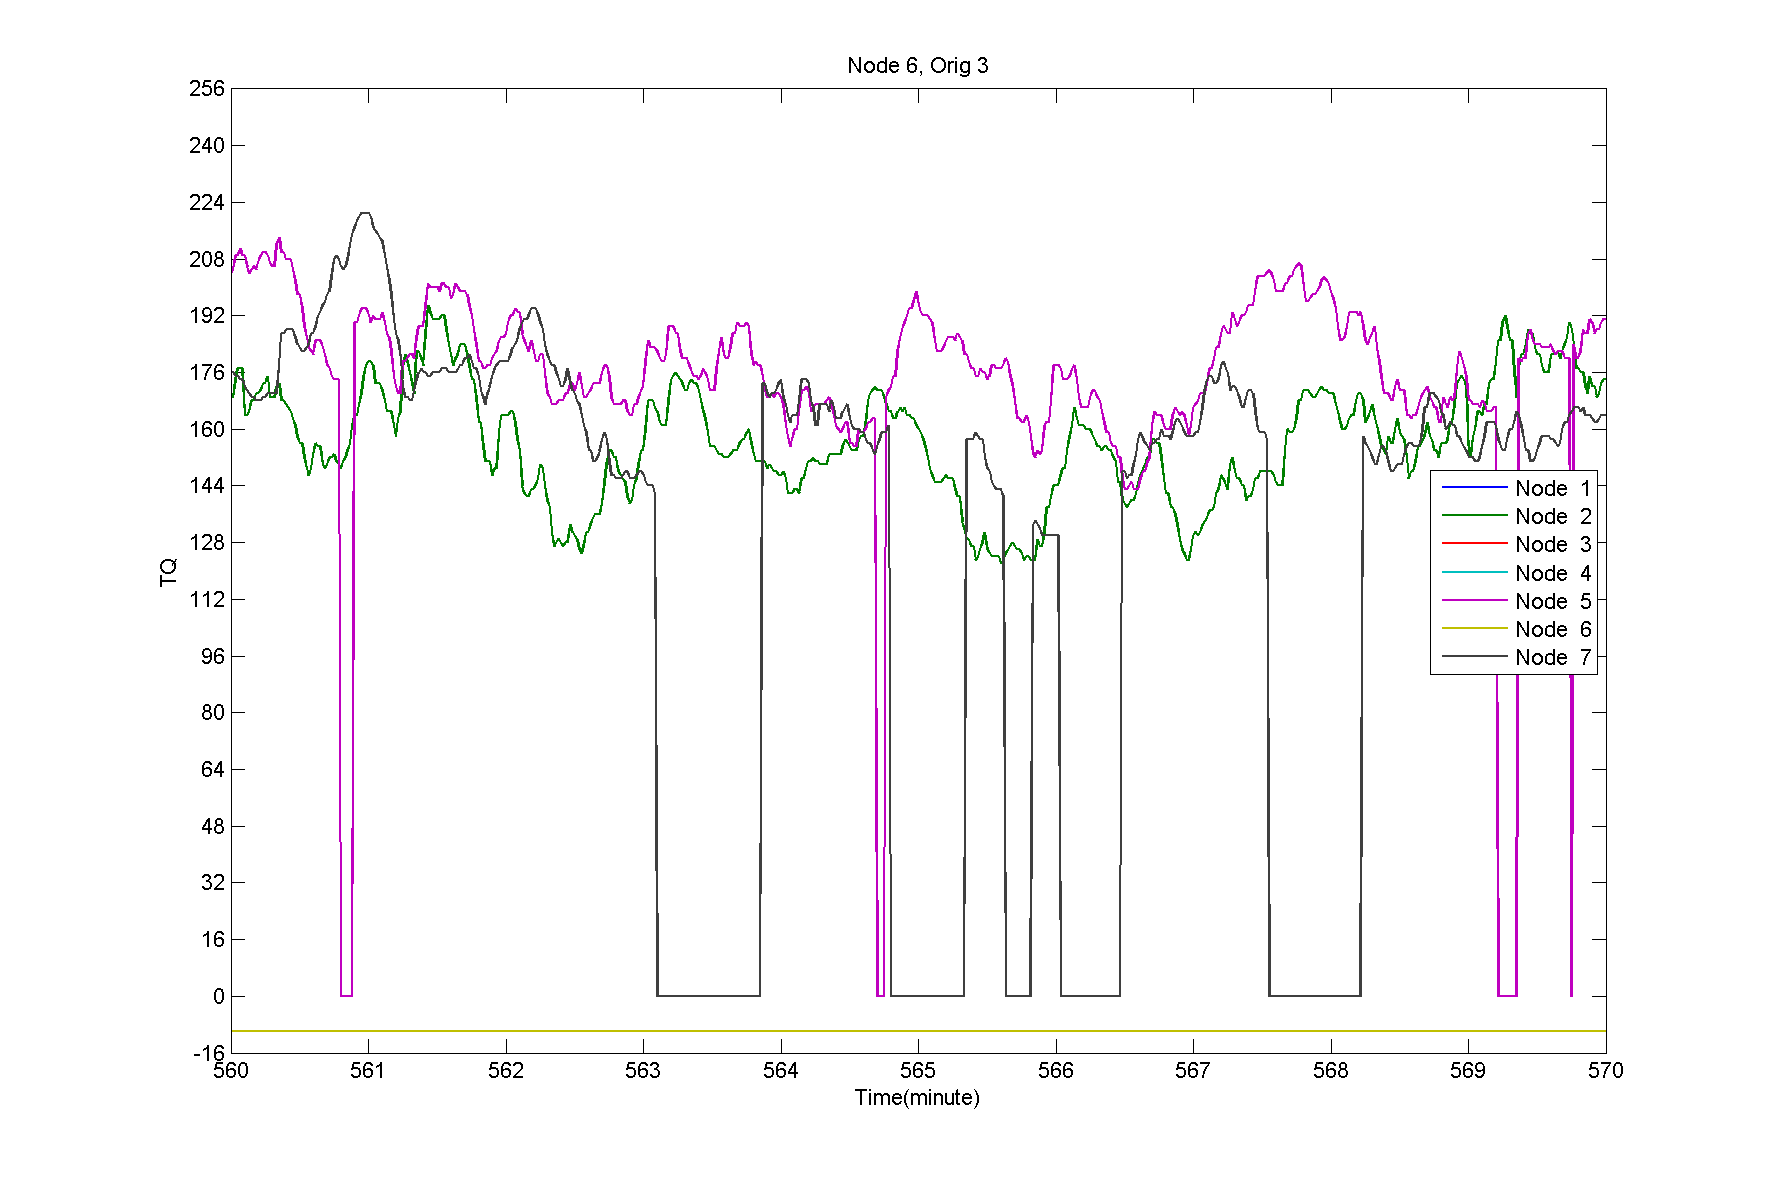 Node 6, Orig 3
256
240
224
208
192
176
160
144
128
112
96
80
64
48
32
16
0
-16
TQ
Node 1
Node 2
Node 3
Node 4
Node 5
Node 6
Node 7
560 561 562 563 564 565 566 567 568 569 570
Time(minute)